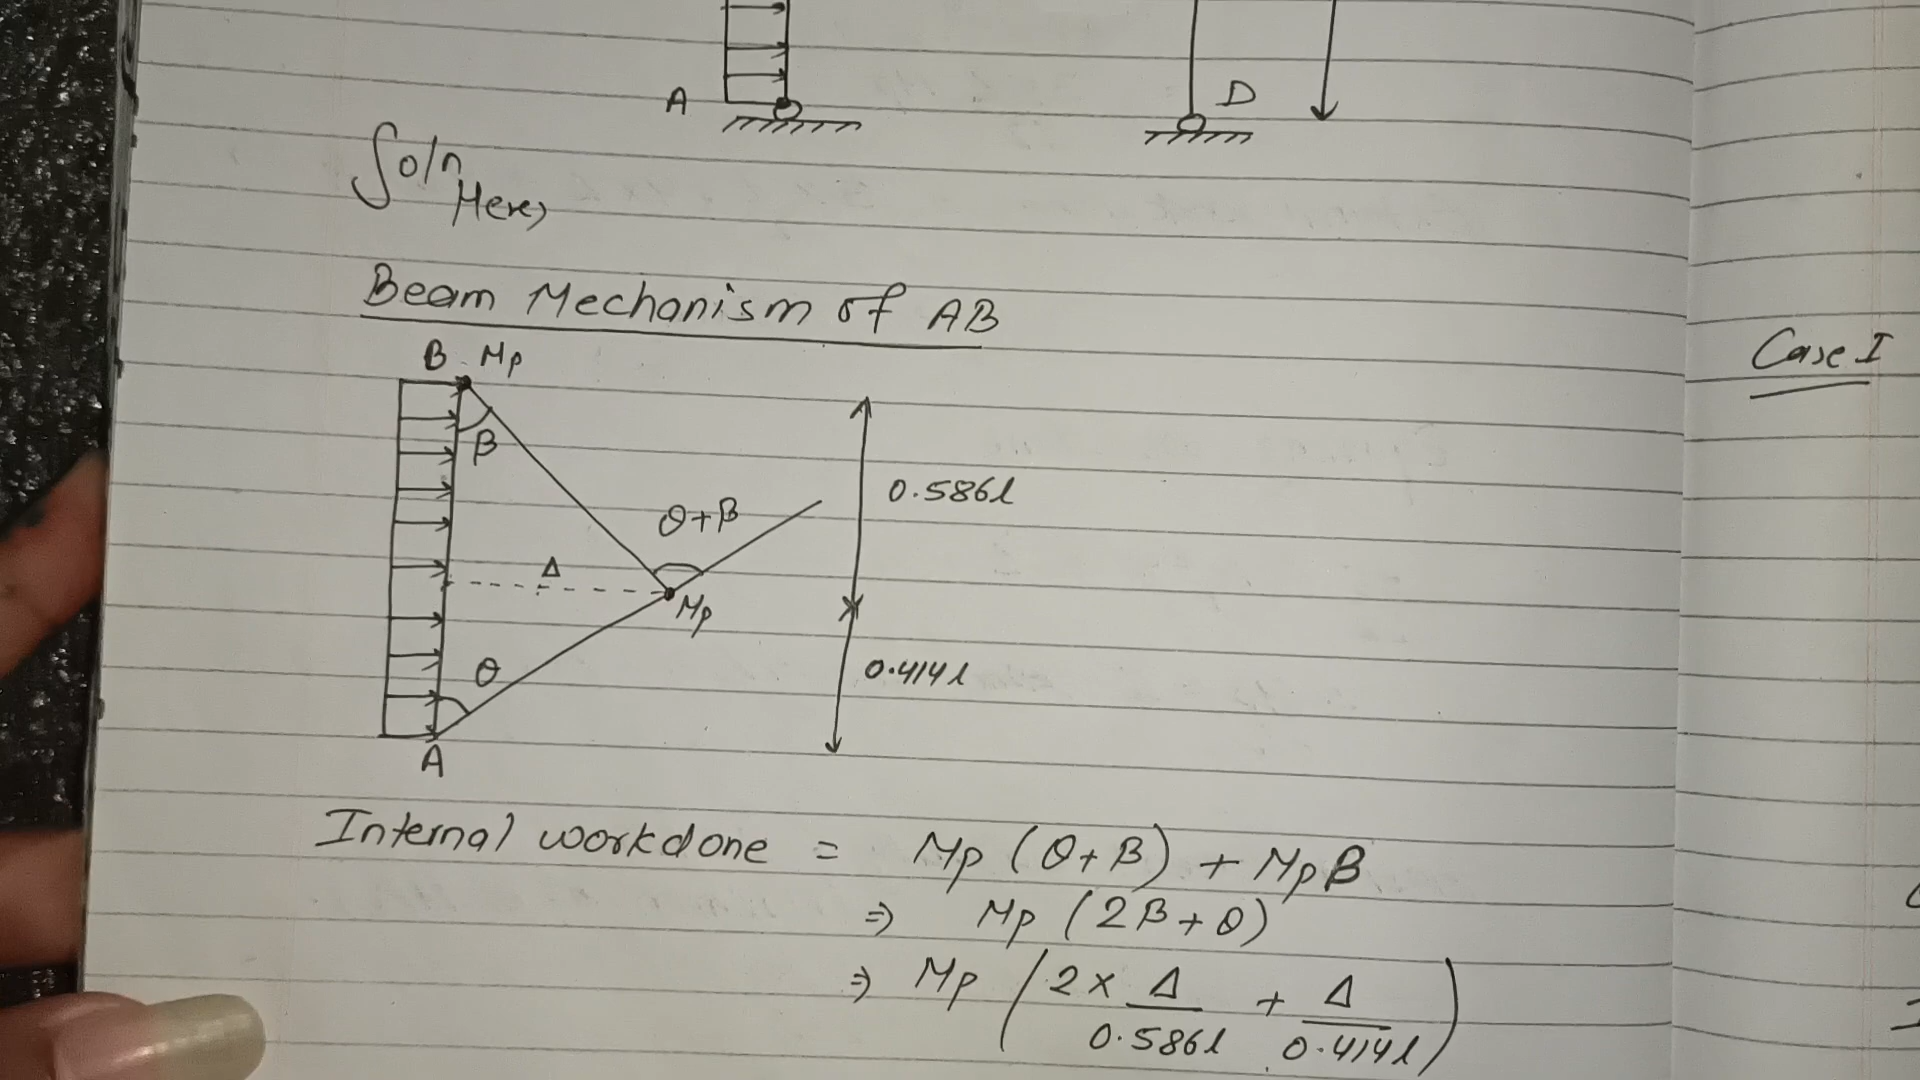 A
D
Soln
Here,
Beam Mechanism of AB
B Mp
β
θ+β
0.586l
Δ
Mp
θ
0.414l
A
Internal workdone = Mp (θ+β) + Mpβ
⇒ Mp (2β+θ)
⇒ Mp (2 × Δ/0.586l + Δ/0.414l)
Case I